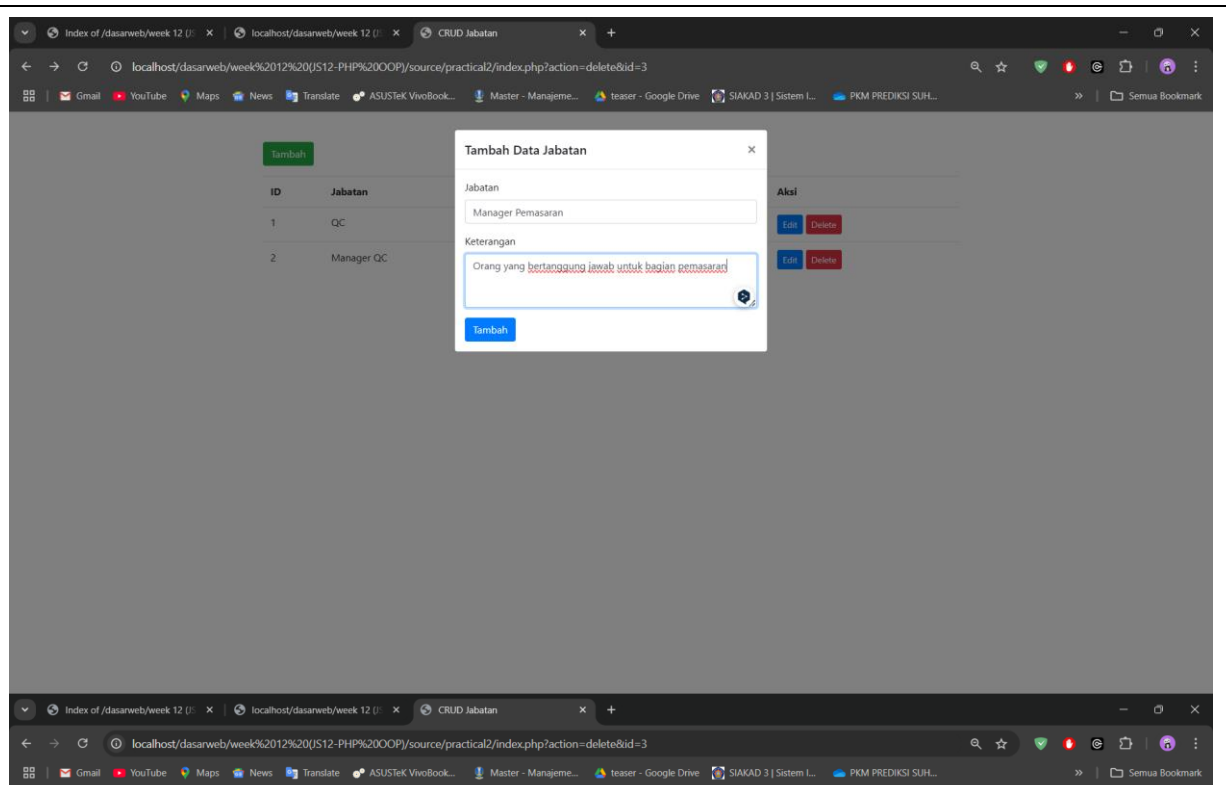 Index of /dasarweb/week 12 (JS
localhost/dasarweb/week 12 (JS
CRUD Jabatan
localhost/dasarweb/week%2012%20(JS12-PHP%20OOP)/source/practical2/index.php?action=delete&id=3
Gmail YouTube Maps News Translate ASUSTeK VivoBook... Master - Manajeme... teaser - Google Drive SIAKAD 3 | Sistem I... PKM PREDIKSI SUH... » Semua Bookmark
Tambah
ID Jabatan Aksi
1 QC Edit Delete
2 Manager QC Edit Delete
Tambah Data Jabatan ×
Jabatan
Manager Pemasaran
Keterangan
Orang yang bertanggung jawab untuk bagian pemasaran
Tambah
Index of /dasarweb/week 12 (JS
localhost/dasarweb/week 12 (JS
CRUD Jabatan
localhost/dasarweb/week%2012%20(JS12-PHP%20OOP)/source/practical2/index.php?action=delete&id=3
Gmail YouTube Maps News Translate ASUSTeK VivoBook... Master - Manajeme... teaser - Google Drive SIAKAD 3 | Sistem I... PKM PREDIKSI SUH... » Semua Bookmark